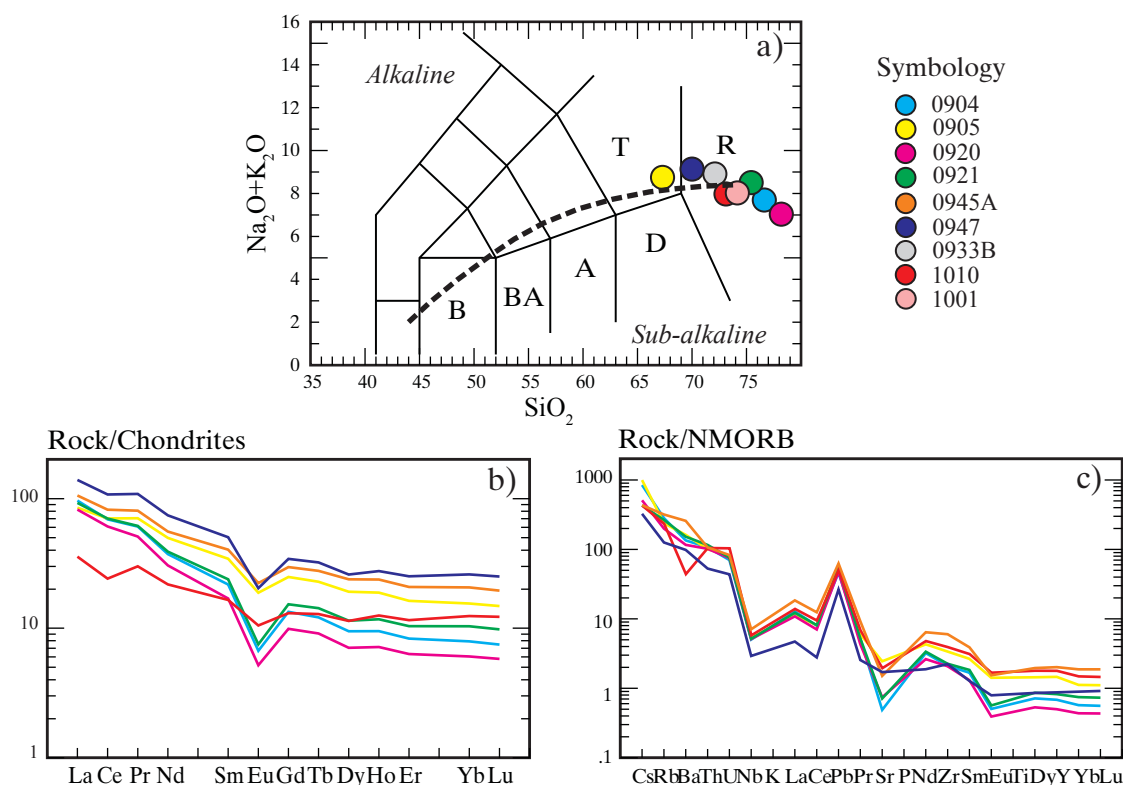 a)
Alkaline
T
R
B
BA
A
D
Sub-alkaline
Na₂O+K₂O
16
14
12
10
8
6
4
2
0
35 41 45 50 55 60 65 70 75
SiO₂
Symbology
0904
0905
0920
0921
0945A
0947
0933B
1010
1001
Rock/Chondrites
b)
100
10
1
La Ce Pr Nd Sm Eu Gd Tb Dy Ho Er Yb Lu
Rock/NMORB
c)
1000
100
10
1
.1
Cs Rb Ba Th U Nb K La Ce Pb Pr Sr P Nd Zr Sm Eu Ti Dy Y Yb Lu